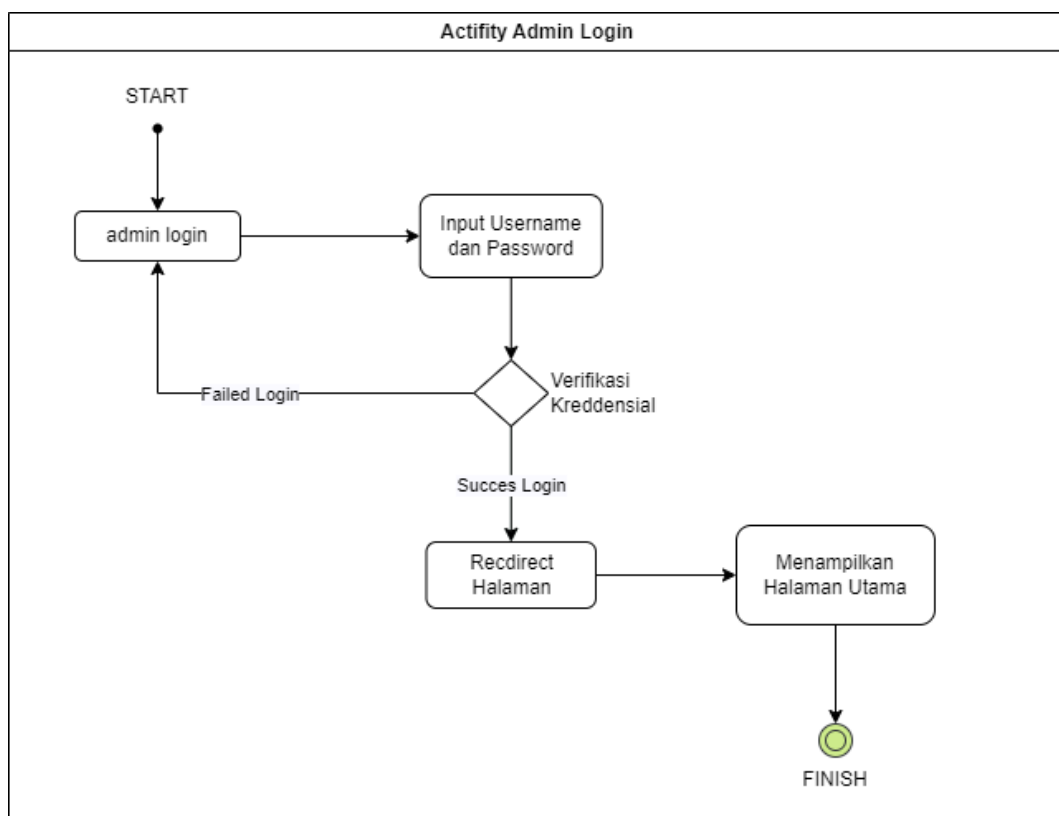 Actifity Admin Login
START
admin login
Input Username
dan Password
Verifikasi
Kreddensial
Failed Login
Succes Login
Recdirect
Halaman
Menampilkan
Halaman Utama
FINISH